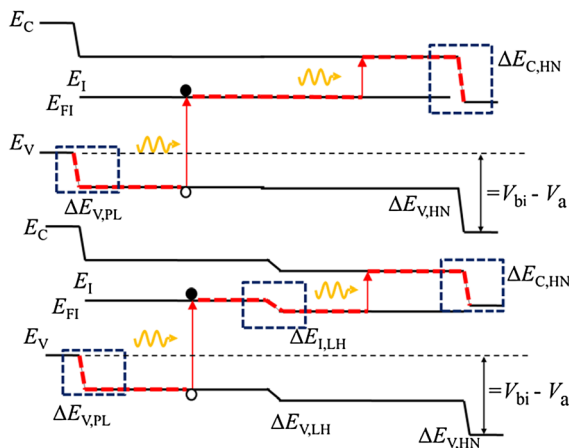 E_C
ΔE_C,HN
E_I
E_FI
E_V
= V_bi − V_a
ΔE_V,PL
ΔE_V,HN
E_C
ΔE_C,HN
E_I
E_FI
ΔE_I,LH
E_V
= V_bi − V_a
ΔE_V,PL
ΔE_V,LH
ΔE_V,HN